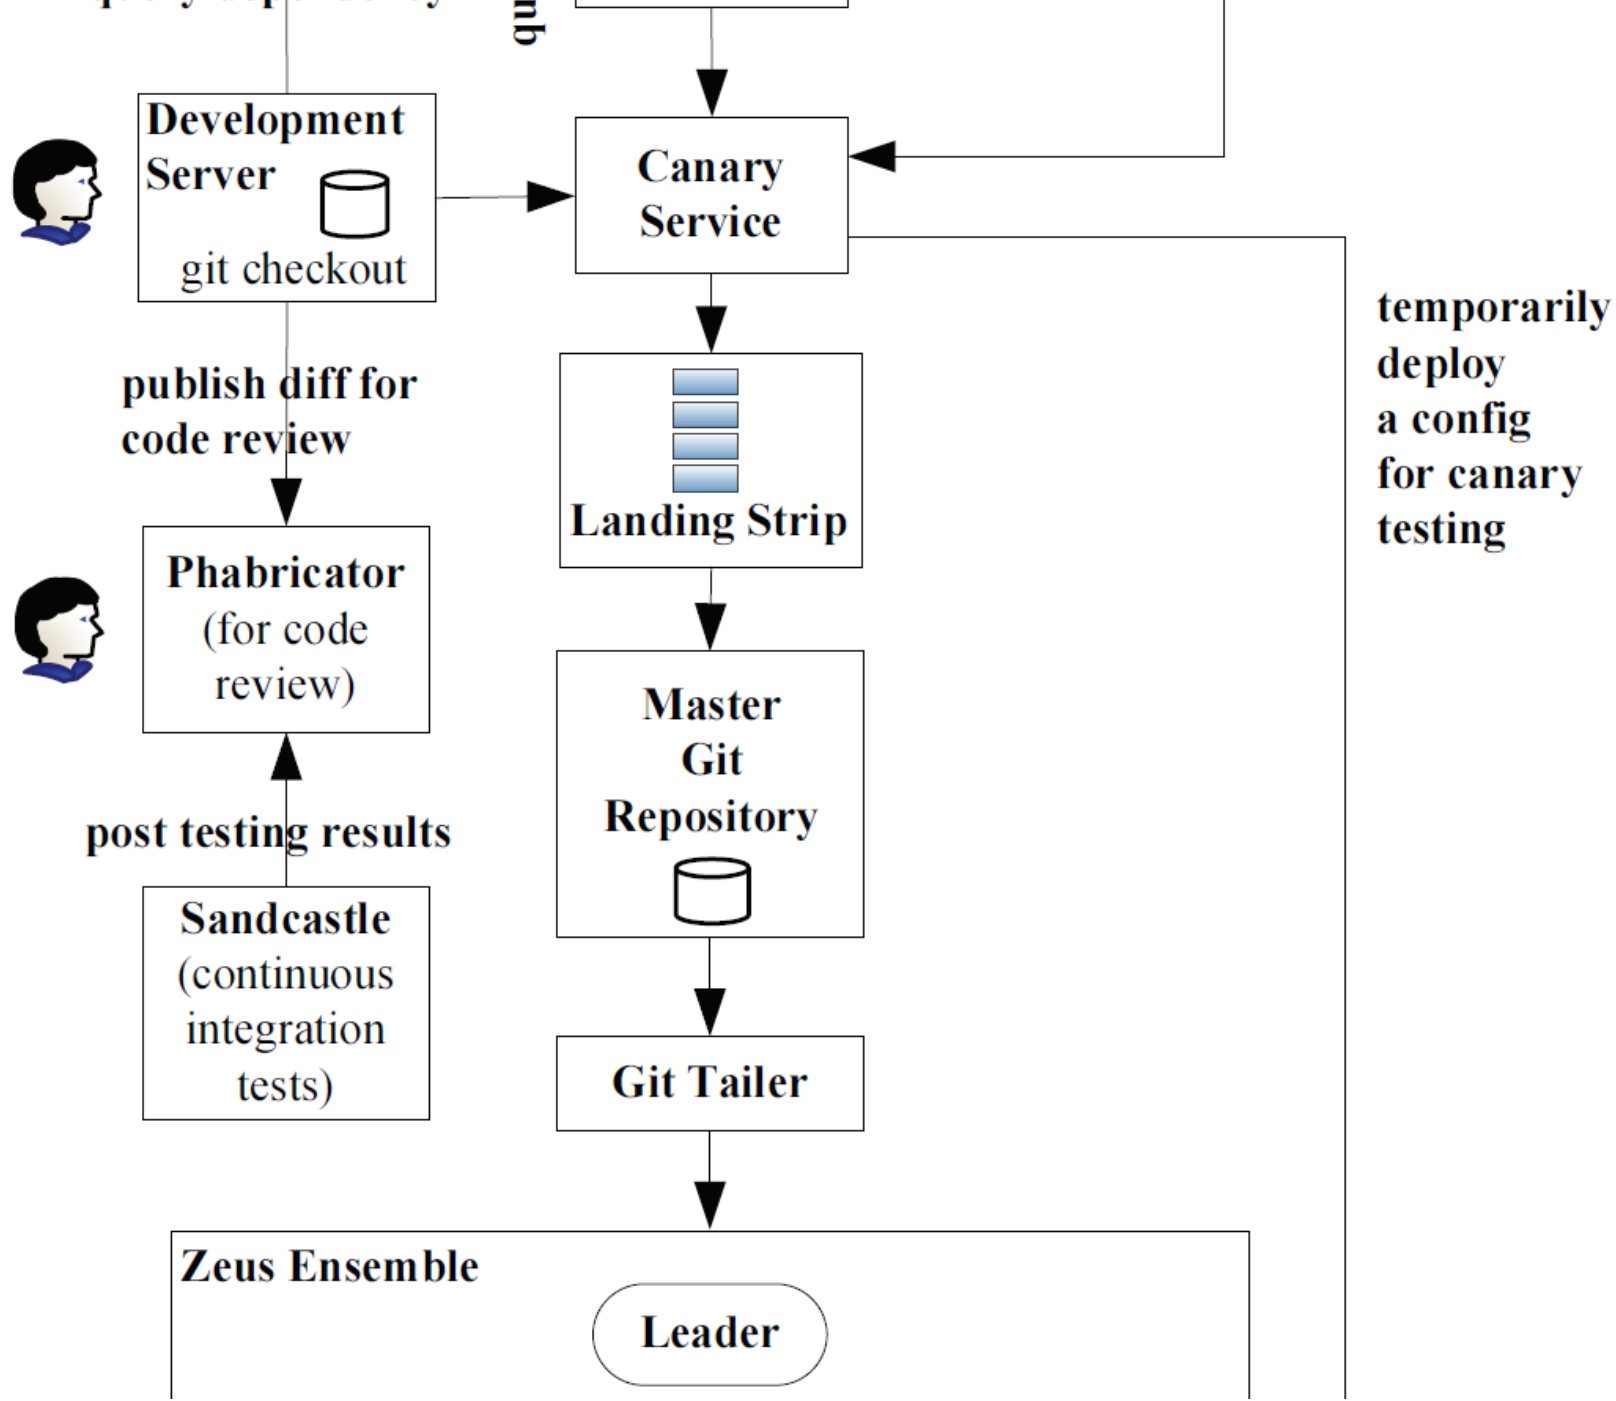 Development
Server
git checkout
Canary
Service
temporarily
deploy
a config
for canary
testing
publish diff for
code review
Landing Strip
Phabricator
(for code
review)
Master
Git
Repository
post testing results
Sandcastle
(continuous
integration
tests)
Git Tailer
Zeus Ensemble
Leader